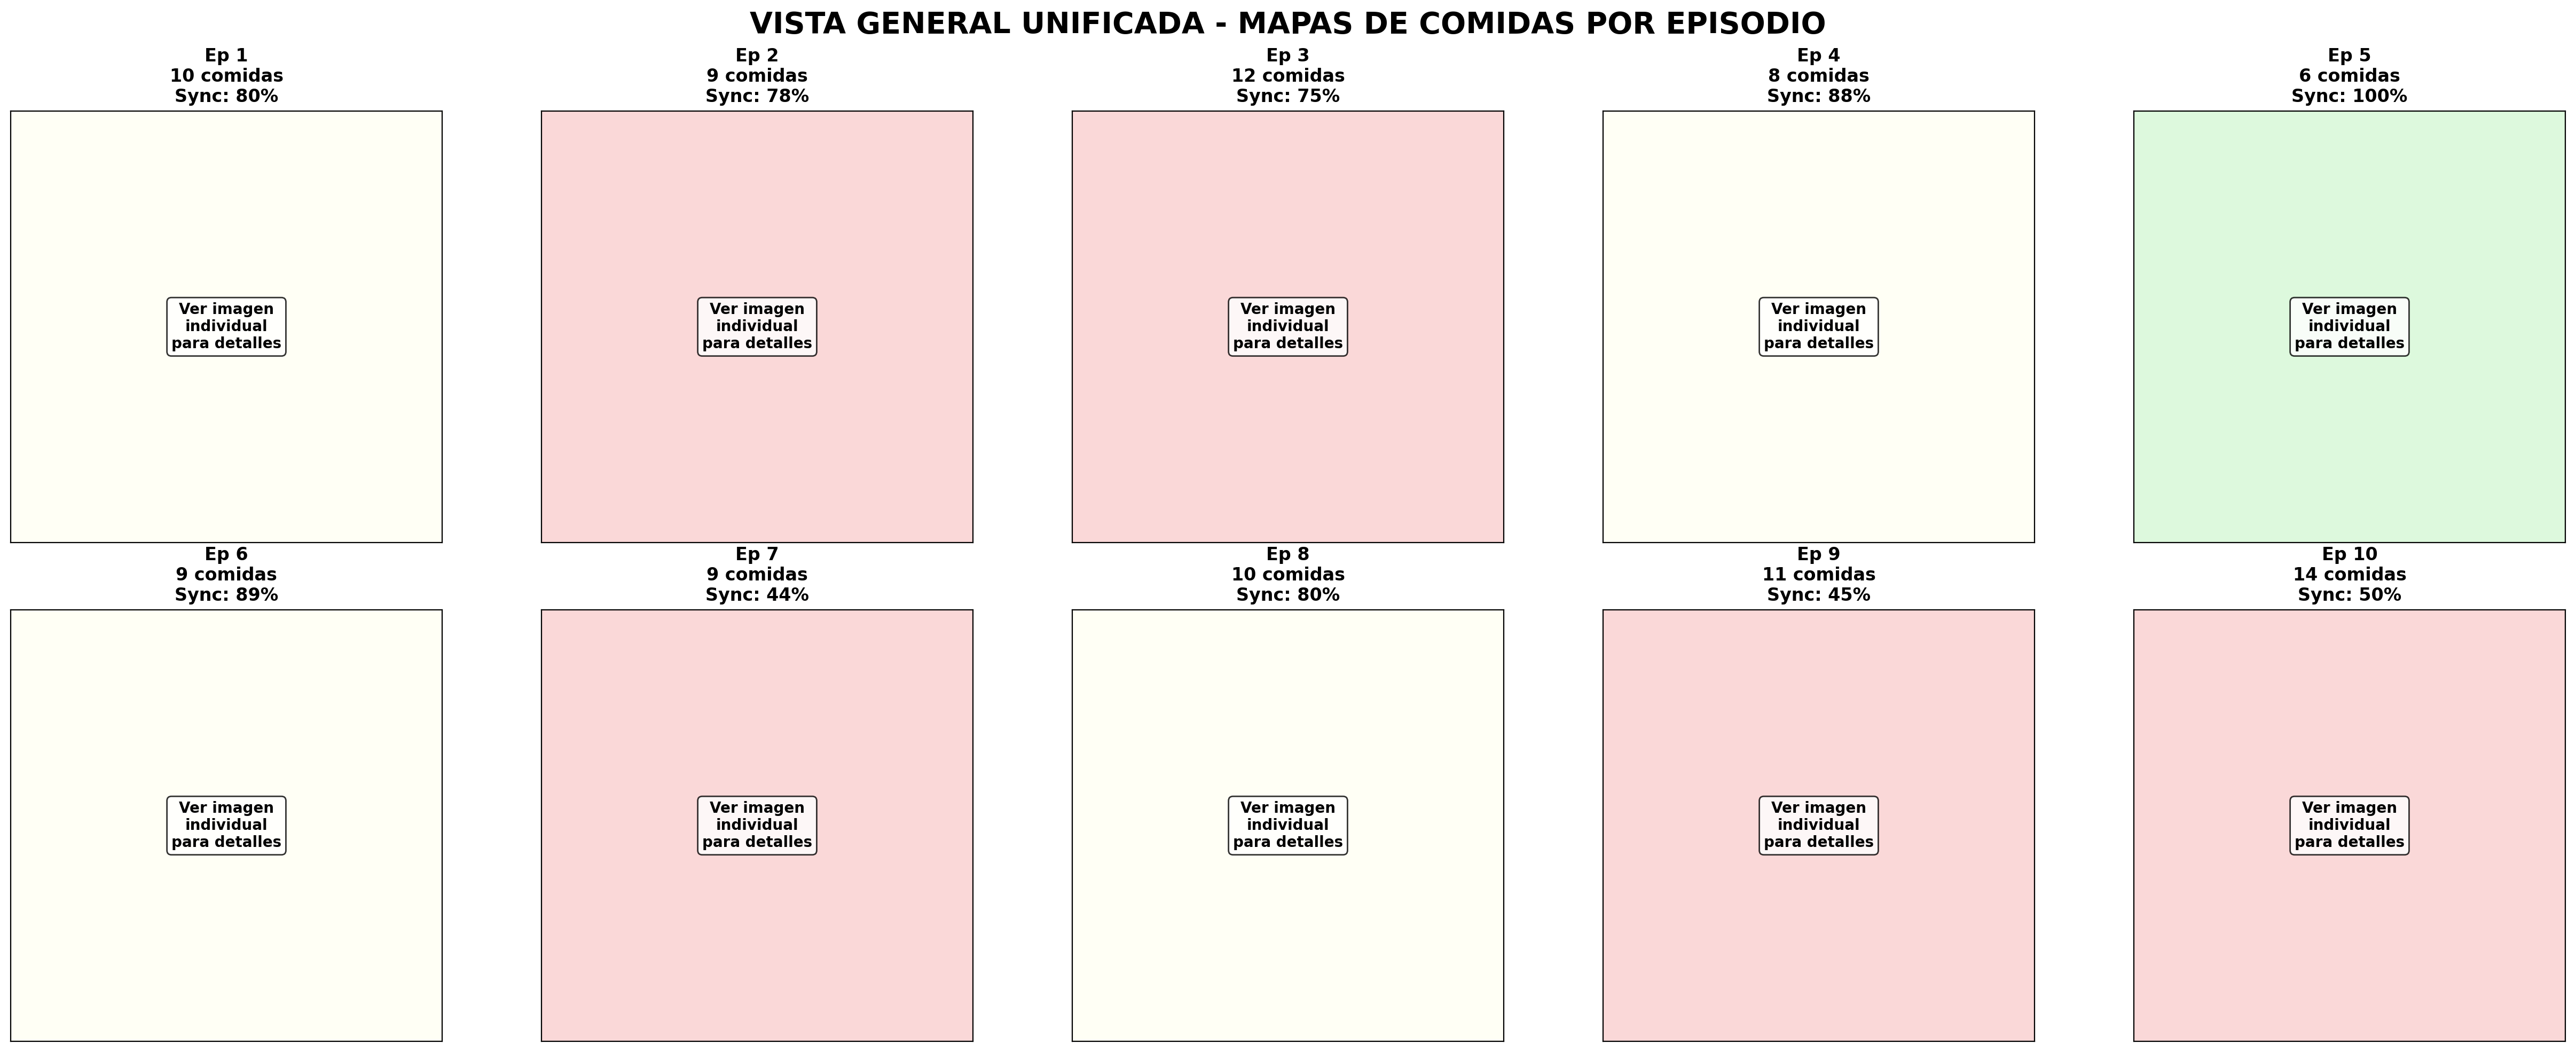 VISTA GENERAL UNIFICADA - MAPAS DE COMIDAS POR EPISODIO
Ep 1
10 comidas
Sync: 80%
Ver imagen
individual
para detalles
Ep 2
9 comidas
Sync: 78%
Ver imagen
individual
para detalles
Ep 3
12 comidas
Sync: 75%
Ver imagen
individual
para detalles
Ep 4
8 comidas
Sync: 88%
Ver imagen
individual
para detalles
Ep 5
6 comidas
Sync: 100%
Ver imagen
individual
para detalles
Ep 6
9 comidas
Sync: 89%
Ver imagen
individual
para detalles
Ep 7
9 comidas
Sync: 44%
Ver imagen
individual
para detalles
Ep 8
10 comidas
Sync: 80%
Ver imagen
individual
para detalles
Ep 9
11 comidas
Sync: 45%
Ver imagen
individual
para detalles
Ep 10
14 comidas
Sync: 50%
Ver imagen
individual
para detalles